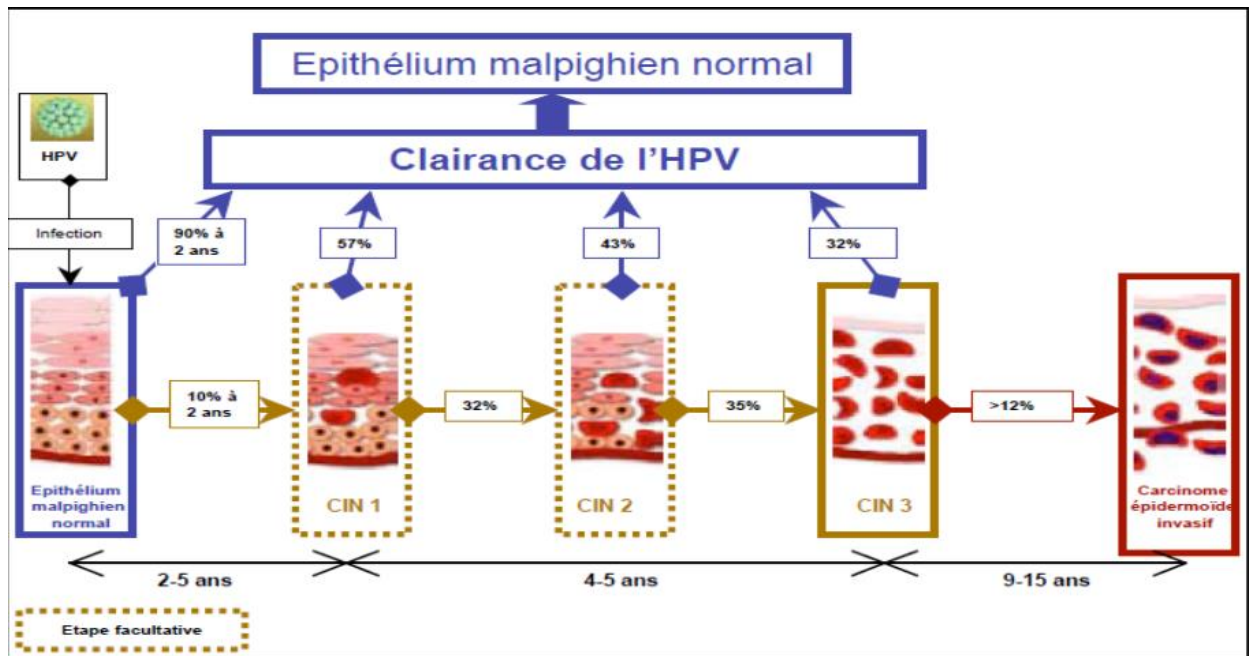 Epithélium malpighien normal
HPV
Clairance de l'HPV
Infection
90% à
2 ans
57%
43%
32%
10% à
2 ans
32%
35%
>12%
Epithélium
malpighien
normal
CIN 1
CIN 2
CIN 3
Carcinome
épidermoïde
invasif
2-5 ans
4-5 ans
9-15 ans
Etape facultative